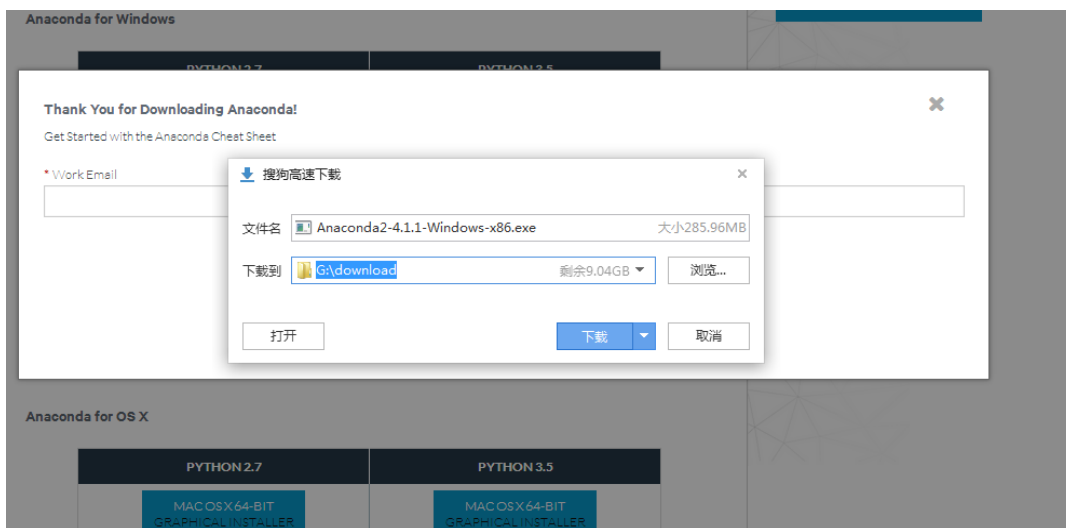 Anaconda for Windows
PYTHON 2.7 PYTHON 3.5
Thank You for Downloading Anaconda!
Get Started with the Anaconda Cheat Sheet
* Work Email
搜狗高速下载
文件名 Anaconda2-4.1.1-Windows-x86.exe 大小285.96MB
下载到 G:\download 剩余9.04GB 浏览...
打开 下载 取消
Anaconda for OS X
PYTHON 2.7 PYTHON 3.5
MAC OS X 64-BIT MAC OS X 64-BIT
GRAPHICAL INSTALLER GRAPHICAL INSTALLER